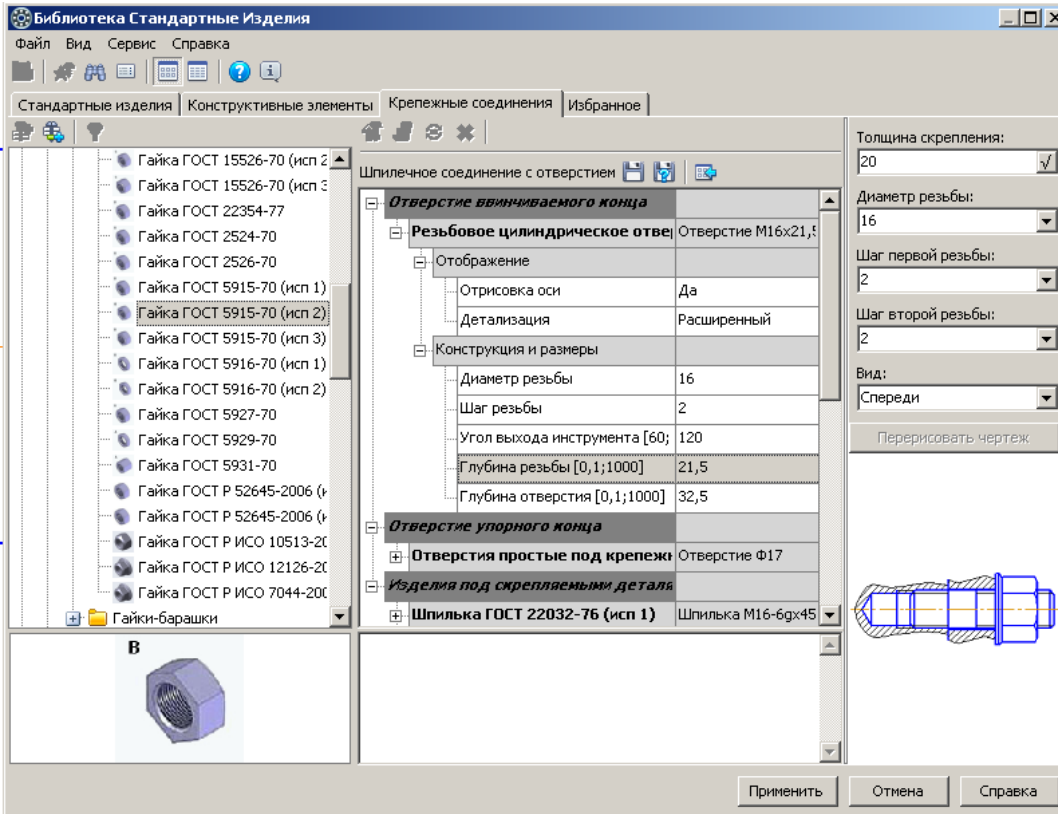 Библиотека Стандартные Изделия
Файл Вид Сервис Справка
Стандартные изделия Конструктивные элементы Крепежные соединения Избранное
Гайка ГОСТ 15526-70 (исп 2
Гайка ГОСТ 15526-70 (исп 3
Гайка ГОСТ 22354-77
Гайка ГОСТ 2524-70
Гайка ГОСТ 2526-70
Гайка ГОСТ 5915-70 (исп 1)
Гайка ГОСТ 5915-70 (исп 2)
Гайка ГОСТ 5915-70 (исп 3)
Гайка ГОСТ 5916-70 (исп 1)
Гайка ГОСТ 5916-70 (исп 2)
Гайка ГОСТ 5927-70
Гайка ГОСТ 5929-70
Гайка ГОСТ 5931-70
Гайка ГОСТ Р 52645-2006 (и
Гайка ГОСТ Р 52645-2006 (и
Гайка ГОСТ Р ИСО 10513-20
Гайка ГОСТ Р ИСО 12126-20
Гайка ГОСТ Р ИСО 7044-200
Гайки-барашки
В
Шпилечное соединение с отверстием
Отверстие ввинчиваемого конца
Резьбовое цилиндрическое отве Отверстие М16х21,5
Отображение
Отрисовка оси Да
Детализация Расширенный
Конструкция и размеры
Диаметр резьбы 16
Шаг резьбы 2
Угол выхода инструмента [60; 120
Глубина резьбы [0,1;1000] 21,5
Глубина отверстия [0,1;1000] 32,5
Отверстие упорного конца
Отверстия простые под крепежн Отверстие Ф17
Изделия под скрепляемыми деталя
Шпилька ГОСТ 22032-76 (исп 1) Шпилька М16-6gx45
Толщина скрепления:
20
Диаметр резьбы:
16
Шаг первой резьбы:
2
Шаг второй резьбы:
2
Вид:
Спереди
Перерисовать чертеж
Применить Отмена Справка